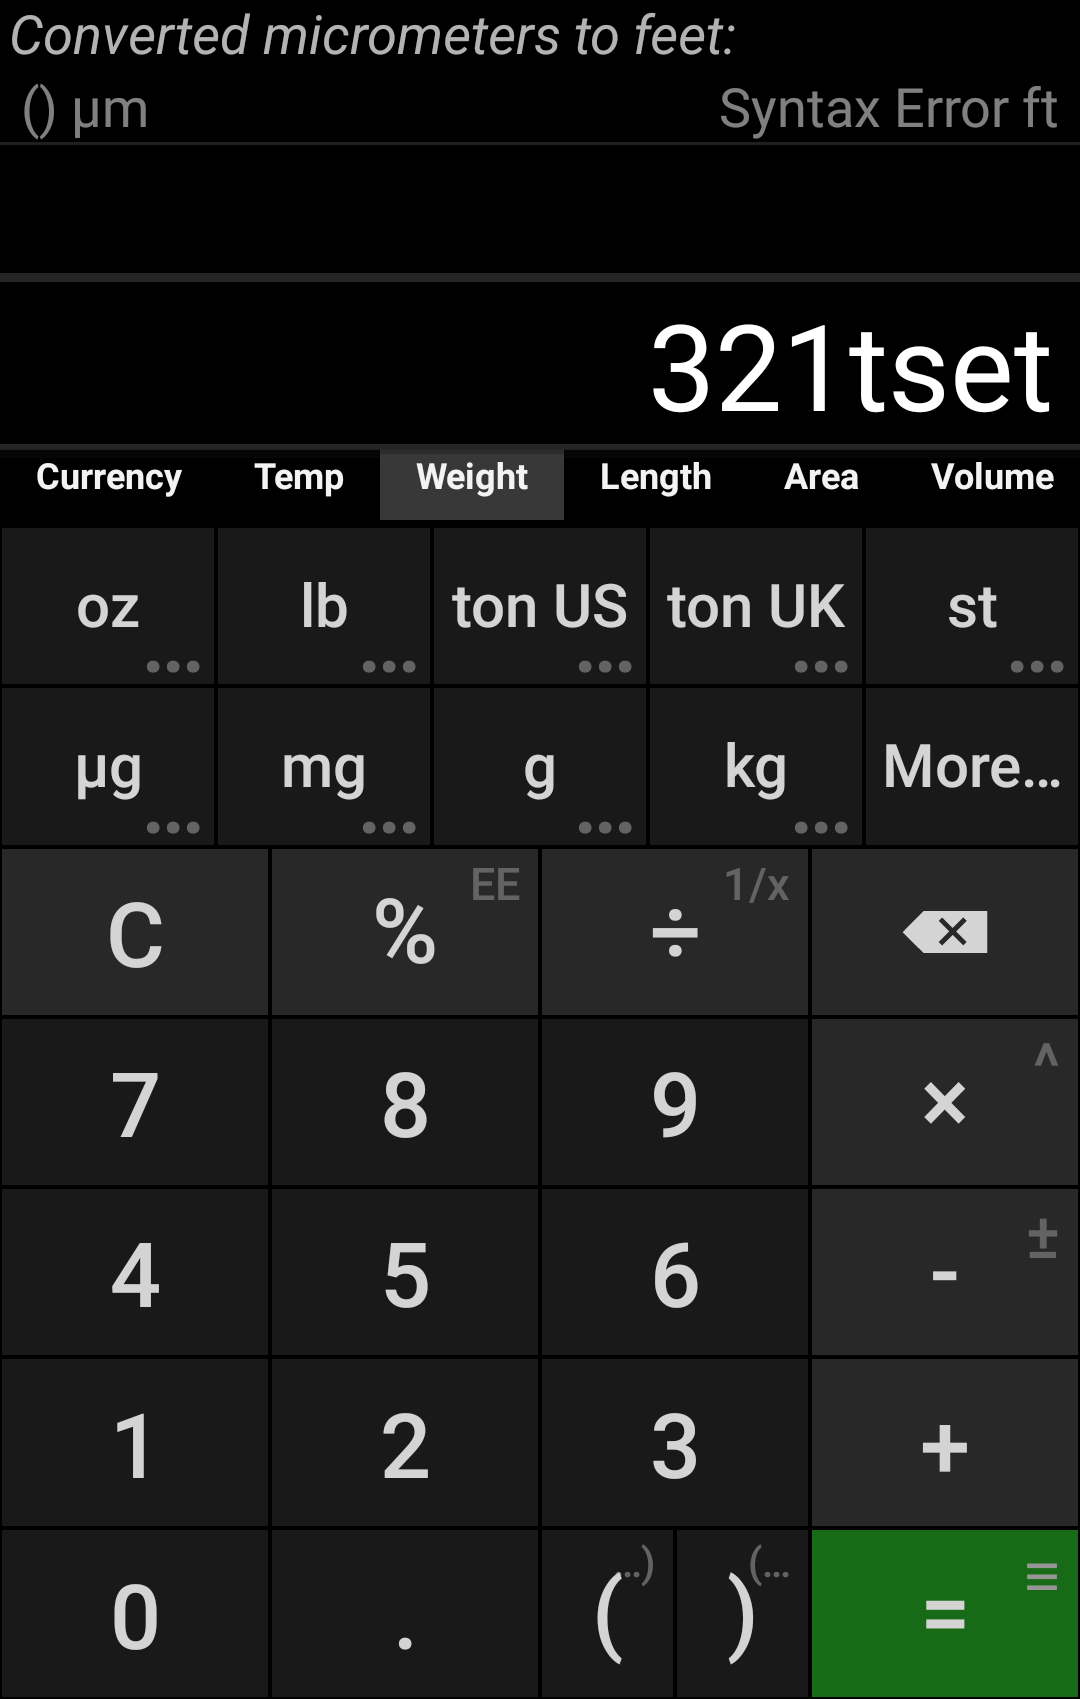 Converted micrometers to feet:
() µm Syntax Error ft
321tset
Currency Temp Weight Length Area Volume
oz lb ton US ton UK st
µg mg g kg More...
C % EE ÷ 1/x
7 8 9 × ^
4 5 6 - ±
1 2 3 +
0 . ( ..) ) (... = ≡